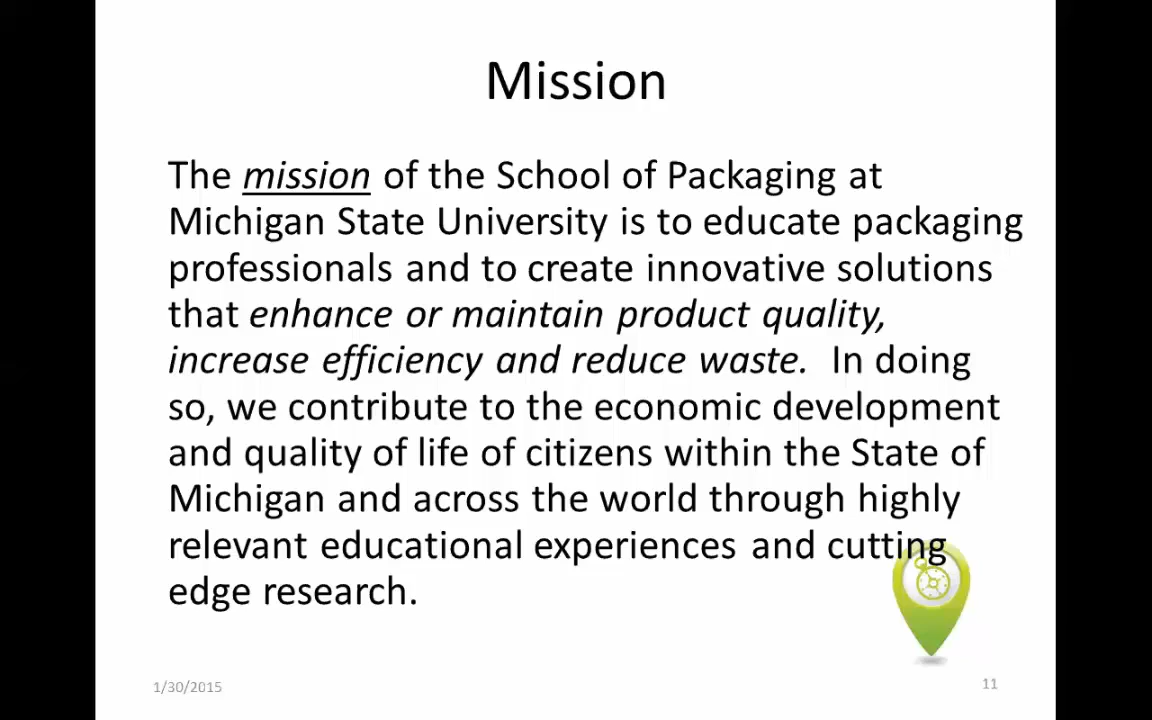 Mission
The mission of the School of Packaging at
Michigan State University is to educate packaging
professionals and to create innovative solutions
that enhance or maintain product quality,
increase efficiency and reduce waste.  In doing
so, we contribute to the economic development
and quality of life of citizens within the State of
Michigan and across the world through highly
relevant educational experiences and cutting
edge research.
1/30/2015
11